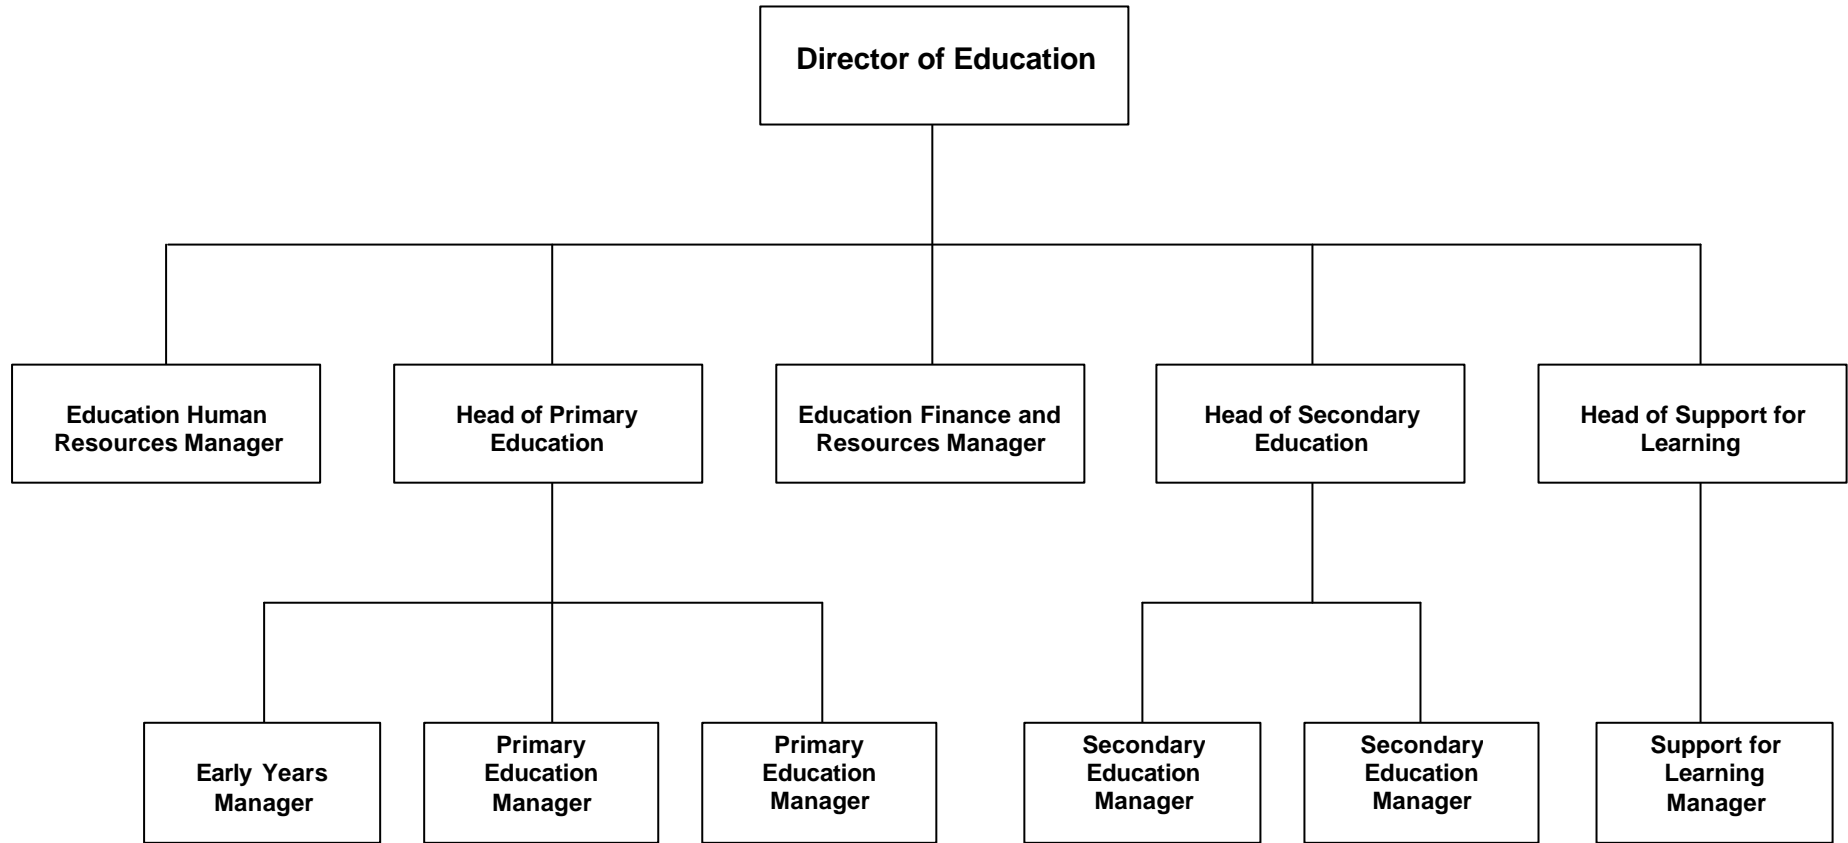 Director of Education
Education Human
Resources Manager
Head of Primary
Education
Education Finance and
Resources Manager
Head of Secondary
Education
Head of Support for
Learning
Early Years
Manager
Primary
Education
Manager
Primary
Education
Manager
Secondary
Education
Manager
Secondary
Education
Manager
Support for
Learning
Manager